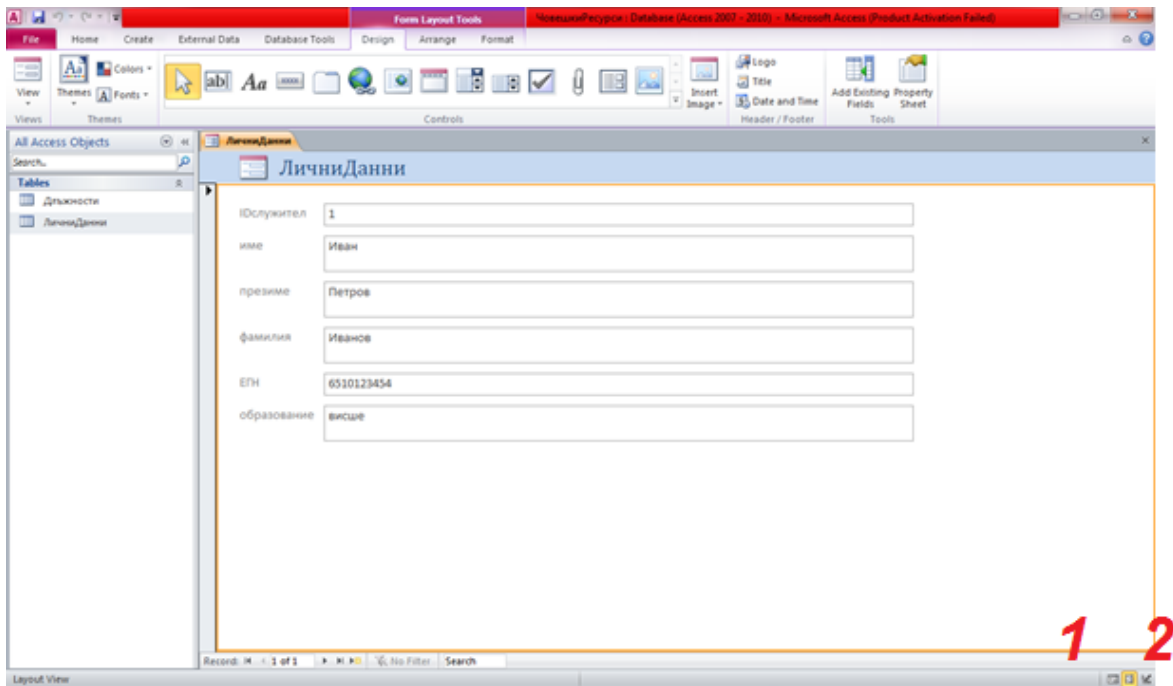 Form Layout Tools
ЧовешкиРесурси : Database (Access 2007 - 2010) - Microsoft Access (Product Activation Failed)
File Home Create External Data Database Tools Design Arrange Format
View
Themes
Colors
Fonts
ab|
Aa
Insert Image
Logo
Title
Date and Time
Add Existing Fields
Property Sheet
Views Themes Controls Header / Footer Tools
All Access Objects
Search...
Tables
Длъжности
ЛичниДанни
ЛичниДанни
ЛичниДанни
IDслужител 1
име Иван
презиме Петров
фамилия Иванов
ЕГН 6510123454
образование висше
1 2
Record: 1 of 1 No Filter Search
Layout View